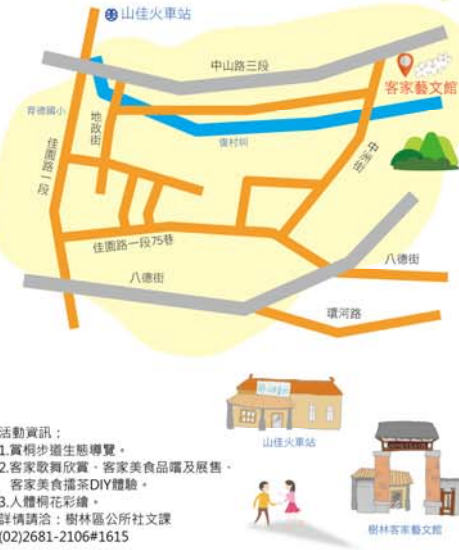 山佳火車站
中山路三段
客家藝文館
育德國小
地政街
佳園路一段
中洲街
佳園路一段75巷
八德街
八德街
環河路
活動資訊：
1.賞桐步道生態導覽。
2.客家歌舞欣賞、客家美食品嚐及展售、
客家美食擂茶DIY體驗。
3.人體桐花彩繪。
詳情請洽：樹林區公所社文課
(02)2681-2106#1615
山佳火車站
樹林客家藝文館